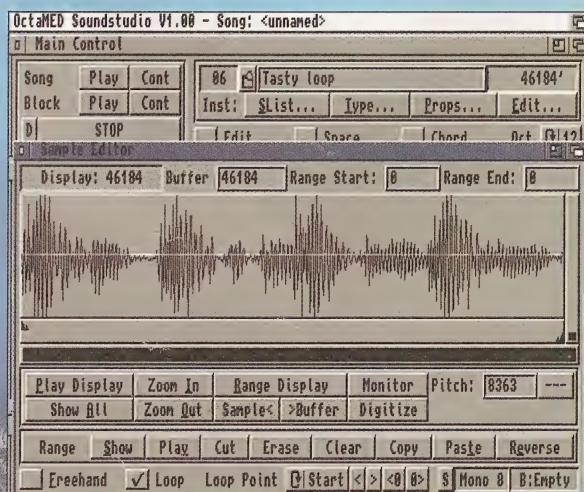 OctaMED Soundstudio V1.00 - Song: <unnamed>
Main Control
Song Play Cont 06 Tasty loop 46184'
Block Play Cont Inst: SList... Type... Props... Edit...
D STOP Edit Space Chord Oct 12
Sample Editor
Display: 46184 Buffer 46184 Range Start: 0 Range End: 0
Play Display Zoom In Range Display Monitor Pitch: 8363 ---
Show All Zoom Out Sample< >Buffer Digitize
Range Show Play Cut Erase Clear Copy Paste Reverse
Freehand Loop Loop Point Start < > <0 0> S Mono 8 B:Empty